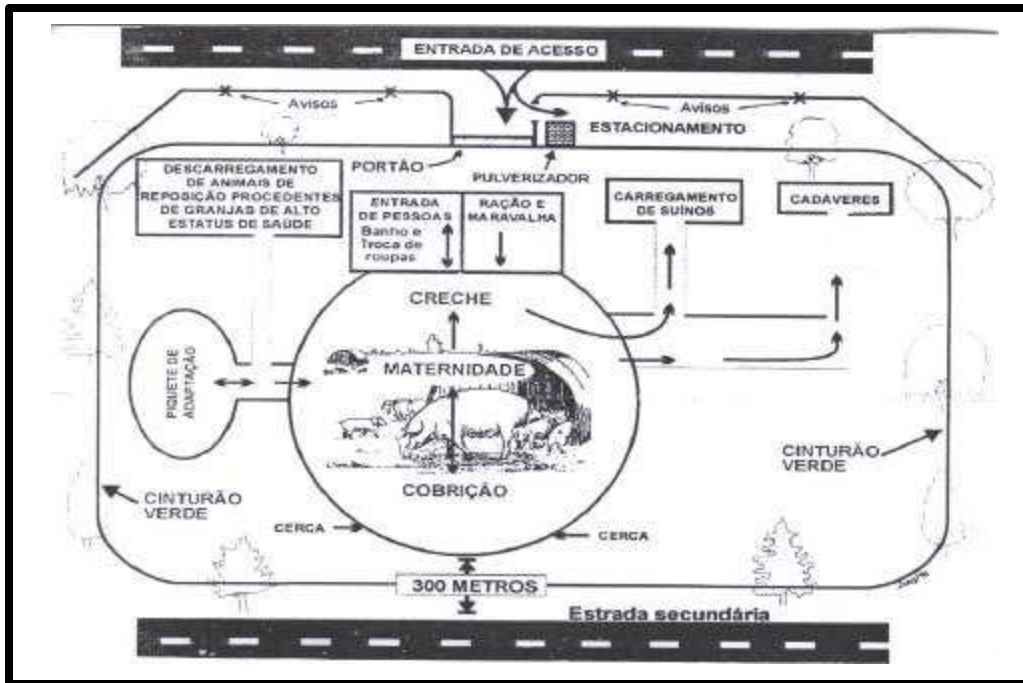 ENTRADA DE ACESSO
Avisos
Avisos
ESTACIONAMENTO
PORTÃO
PULVERIZADOR
DESCARREGAMENTO
DE ANIMAIS DE
REPOSIÇÃO PROCEDENTES
DE GRANJAS DE ALTO
ESTATUS DE SAÚDE
ENTRADA
DE PESSOAS
Banho e
Troca de
roupas
RAÇÃO E
MARAVALHA
CARREGAMENTO
DE SUÍNOS
CADÁVERES
CRECHE
PIQUETE DE
ADAPTAÇÃO
MATERNIDADE
COBRIÇÃO
CINTURÃO
VERDE
CINTURÃO
VERDE
CERCA
CERCA
300 METROS
Estrada secundária